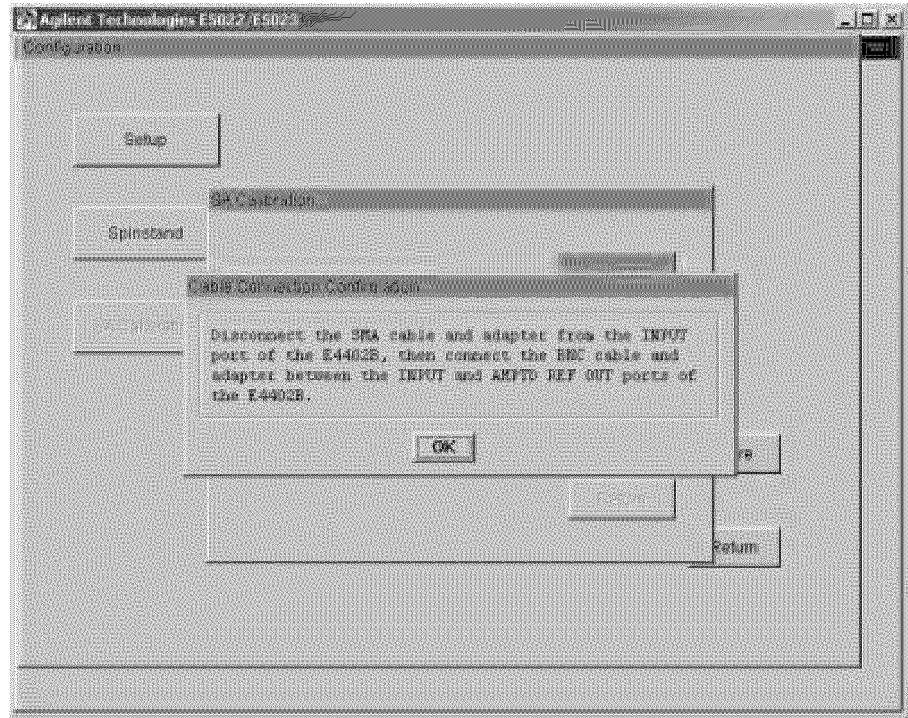 Agilent Technologies E5022/E5023
Configuration
Setup
SA Calibration
Spinstand
Cable Connection Configuration
Disconnect the SMA cable and adapter from the INPUT
port of the E4402B, then connect the BNC cable and
adapter between the INPUT and AMPTD REF OUT ports of
the E4402B.
OK
re
Return